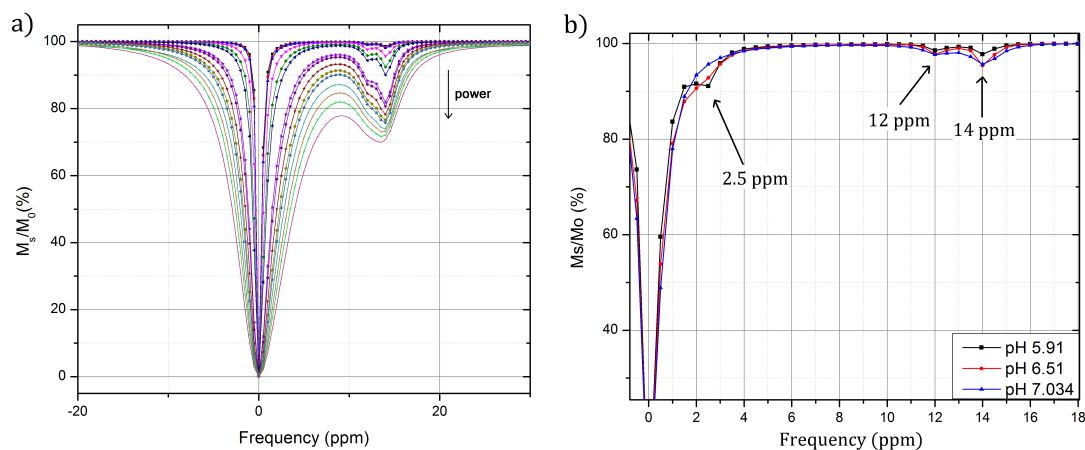 a)
100
80
60
40
20
0
-20
0
20
Ms/M0(%)
Frequency (ppm)
power
b)
100
80
60
40
0
2
4
6
8
10
12
14
16
18
Ms/Mo (%)
Frequency (ppm)
2.5 ppm
12 ppm
14 ppm
pH 5.91
pH 6.51
pH 7.034